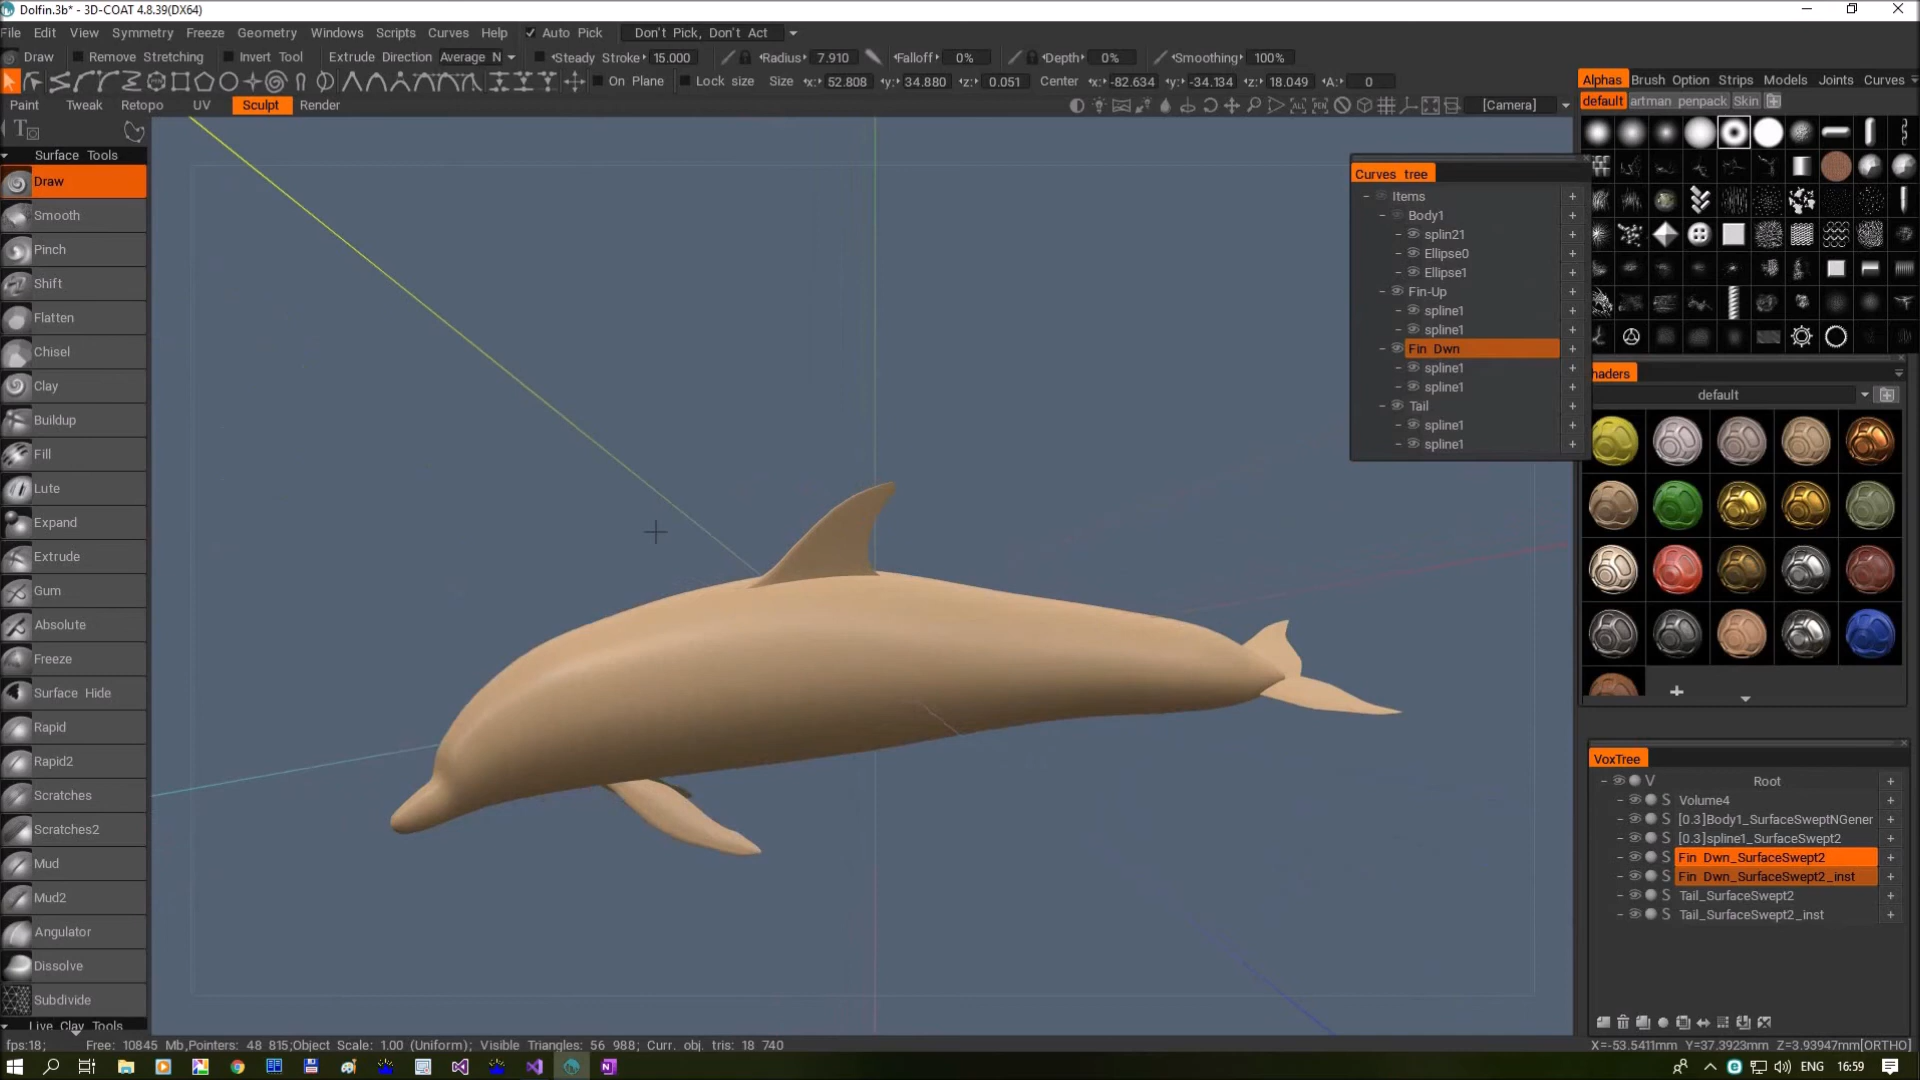 Dolfin.3b* - 3D-COAT 4.8.39(DX64)
File Edit View Symmetry Freeze Geometry Windows Scripts Curves Help Auto Pick Don't Pick, Don't Act
Draw Remove Stretching Invert Tool Extrude Direction Average N Steady Stroke 15.000 Radius 7.910 Falloff 0% Depth 0% Smoothing 100%
On Plane Lock size Size x: 52.808 y: 34.880 z: 0.051 Center x: -82.634 y: -34.134 z: 18.049 A: 0
Paint Tweak Retopo UV Sculpt Render [Camera]
Alphas Brush Option Strips Models Joints Curves
default artman penpack Skin
Surface Tools
Draw
Smooth
Pinch
Shift
Flatten
Chisel
Clay
Buildup
Fill
Lute
Expand
Extrude
Gum
Absolute
Freeze
Surface Hide
Rapid
Rapid2
Scratches
Scratches2
Mud
Mud2
Angulator
Dissolve
Subdivide
Live Clay Tools
Curves tree
Items
Body1
splin21
Ellipse0
Ellipse1
Fin-Up
spline1
spline1
Fin Dwn
spline1
spline1
Tail
spline1
spline1
haders
default
VoxTree
V Root
S Volume4
S [0.3]Body1_SurfaceSweptNGener
S [0.3]spline1_SurfaceSwept2
S Fin Dwn_SurfaceSwept2
S Fin Dwn_SurfaceSwept2_inst
S Tail_SurfaceSwept2
S Tail_SurfaceSwept2_inst
fps:18; Free: 10845 Mb,Pointers: 48 815;Object Scale: 1.00 (Uniform); Visible Triangles: 56 988; Curr. obj. tris: 18 740
X=-53.5411mm Y=37.3923mm Z=3.93947mm[ORTHO]
ENG 16:59